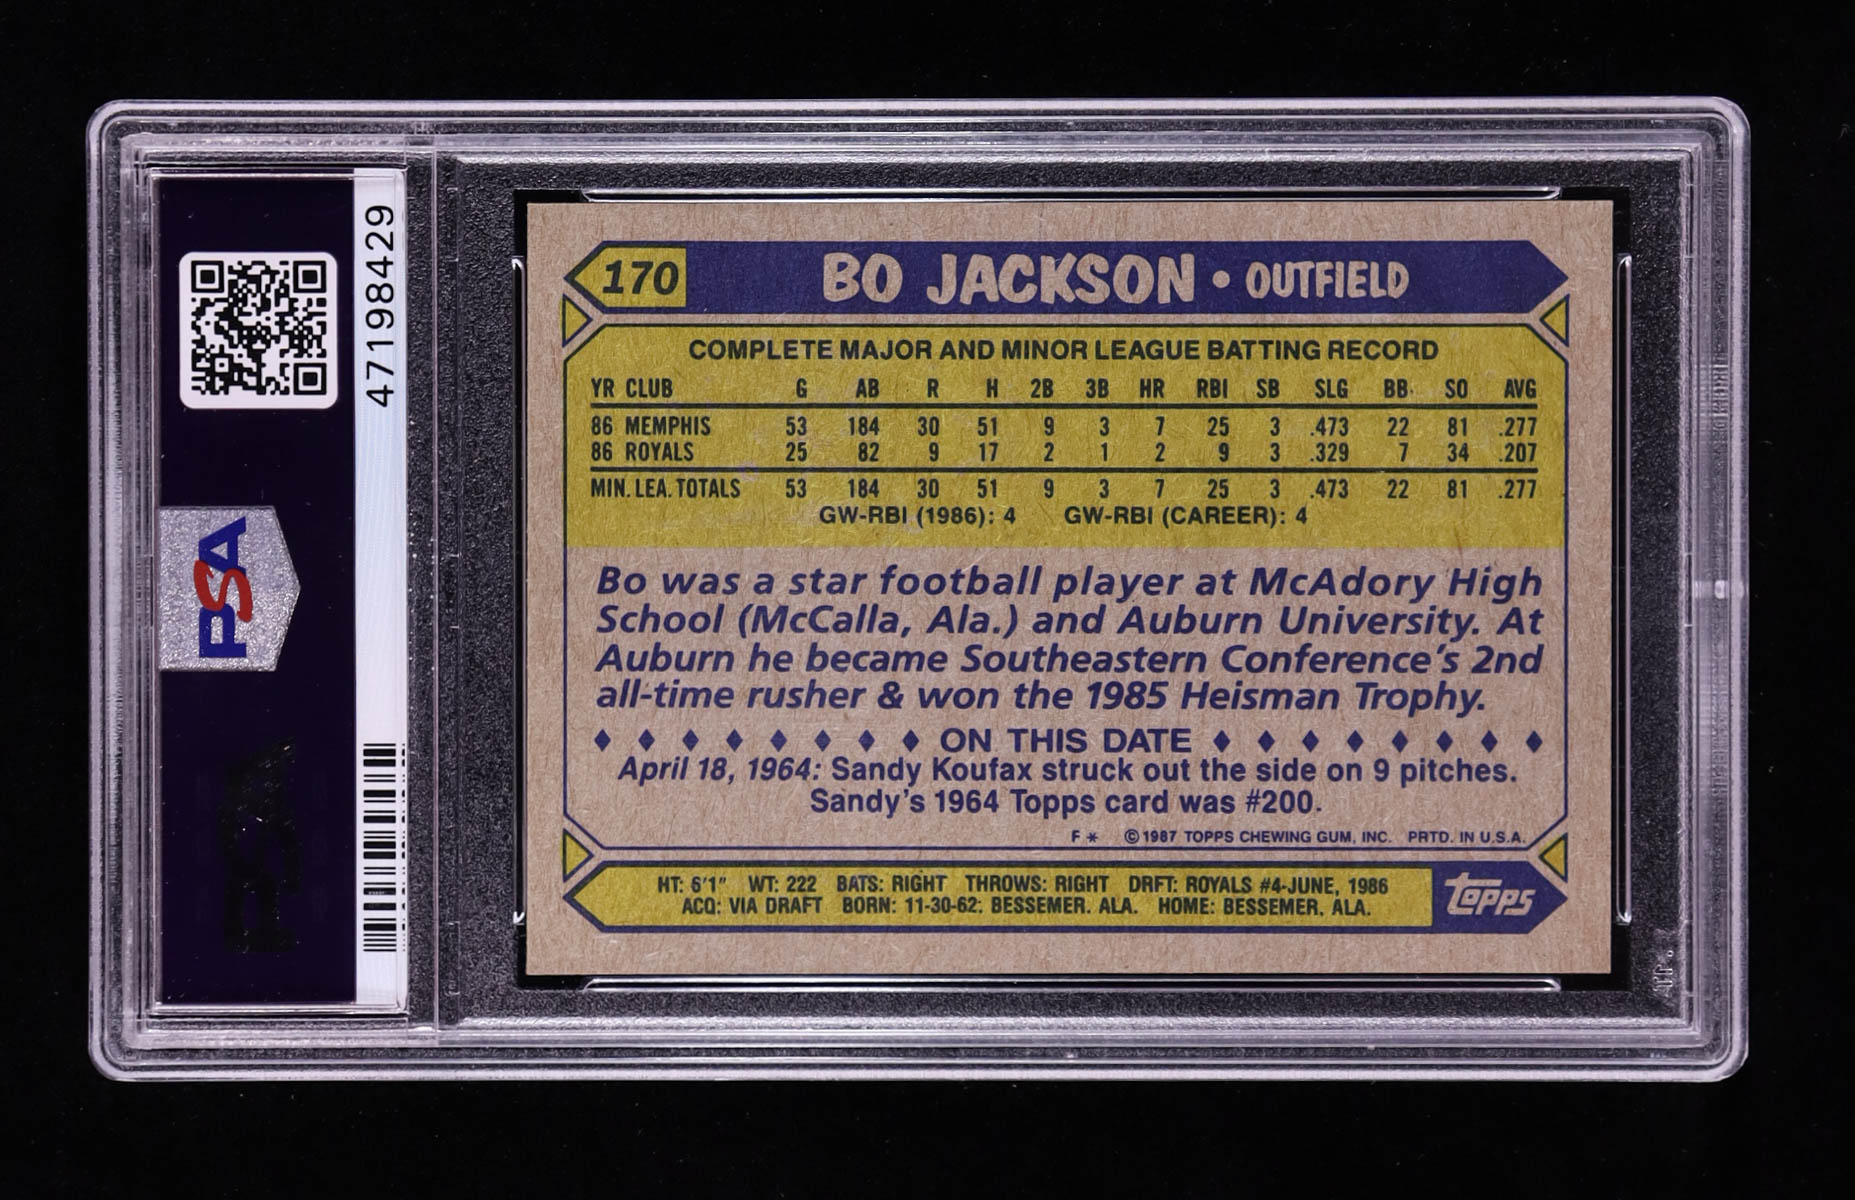 47198429
PSA
PSA
170 BO JACKSON • OUTFIELD
COMPLETE MAJOR AND MINOR LEAGUE BATTING RECORD
YR CLUB G AB R H 2B 3B HR RBI SB SLG BB SO AVG
86 MEMPHIS 53 184 30 51 9 3 7 25 3 .473 22 81 .277
86 ROYALS 25 82 9 17 2 1 2 9 3 .329 7 34 .207
MIN. LEA. TOTALS 53 184 30 51 9 3 7 25 3 .473 22 81 .277
GW-RBI (1986): 4 GW-RBI (CAREER): 4
Bo was a star football player at McAdory High
School (McCalla, Ala.) and Auburn University. At
Auburn he became Southeastern Conference's 2nd
all-time rusher & won the 1985 Heisman Trophy.
♦ ♦ ♦ ♦ ♦ ♦ ♦ ♦ ON THIS DATE ♦ ♦ ♦ ♦ ♦ ♦ ♦ ♦
April 18, 1964: Sandy Koufax struck out the side on 9 pitches.
Sandy's 1964 Topps card was #200.
F * © 1987 TOPPS CHEWING GUM, INC. PRTD. IN U.S.A.
HT: 6'1" WT: 222 BATS: RIGHT THROWS: RIGHT DRFT: ROYALS #4-JUNE, 1986
ACQ: VIA DRAFT BORN: 11-30-62: BESSEMER. ALA. HOME: BESSEMER. ALA.
topps